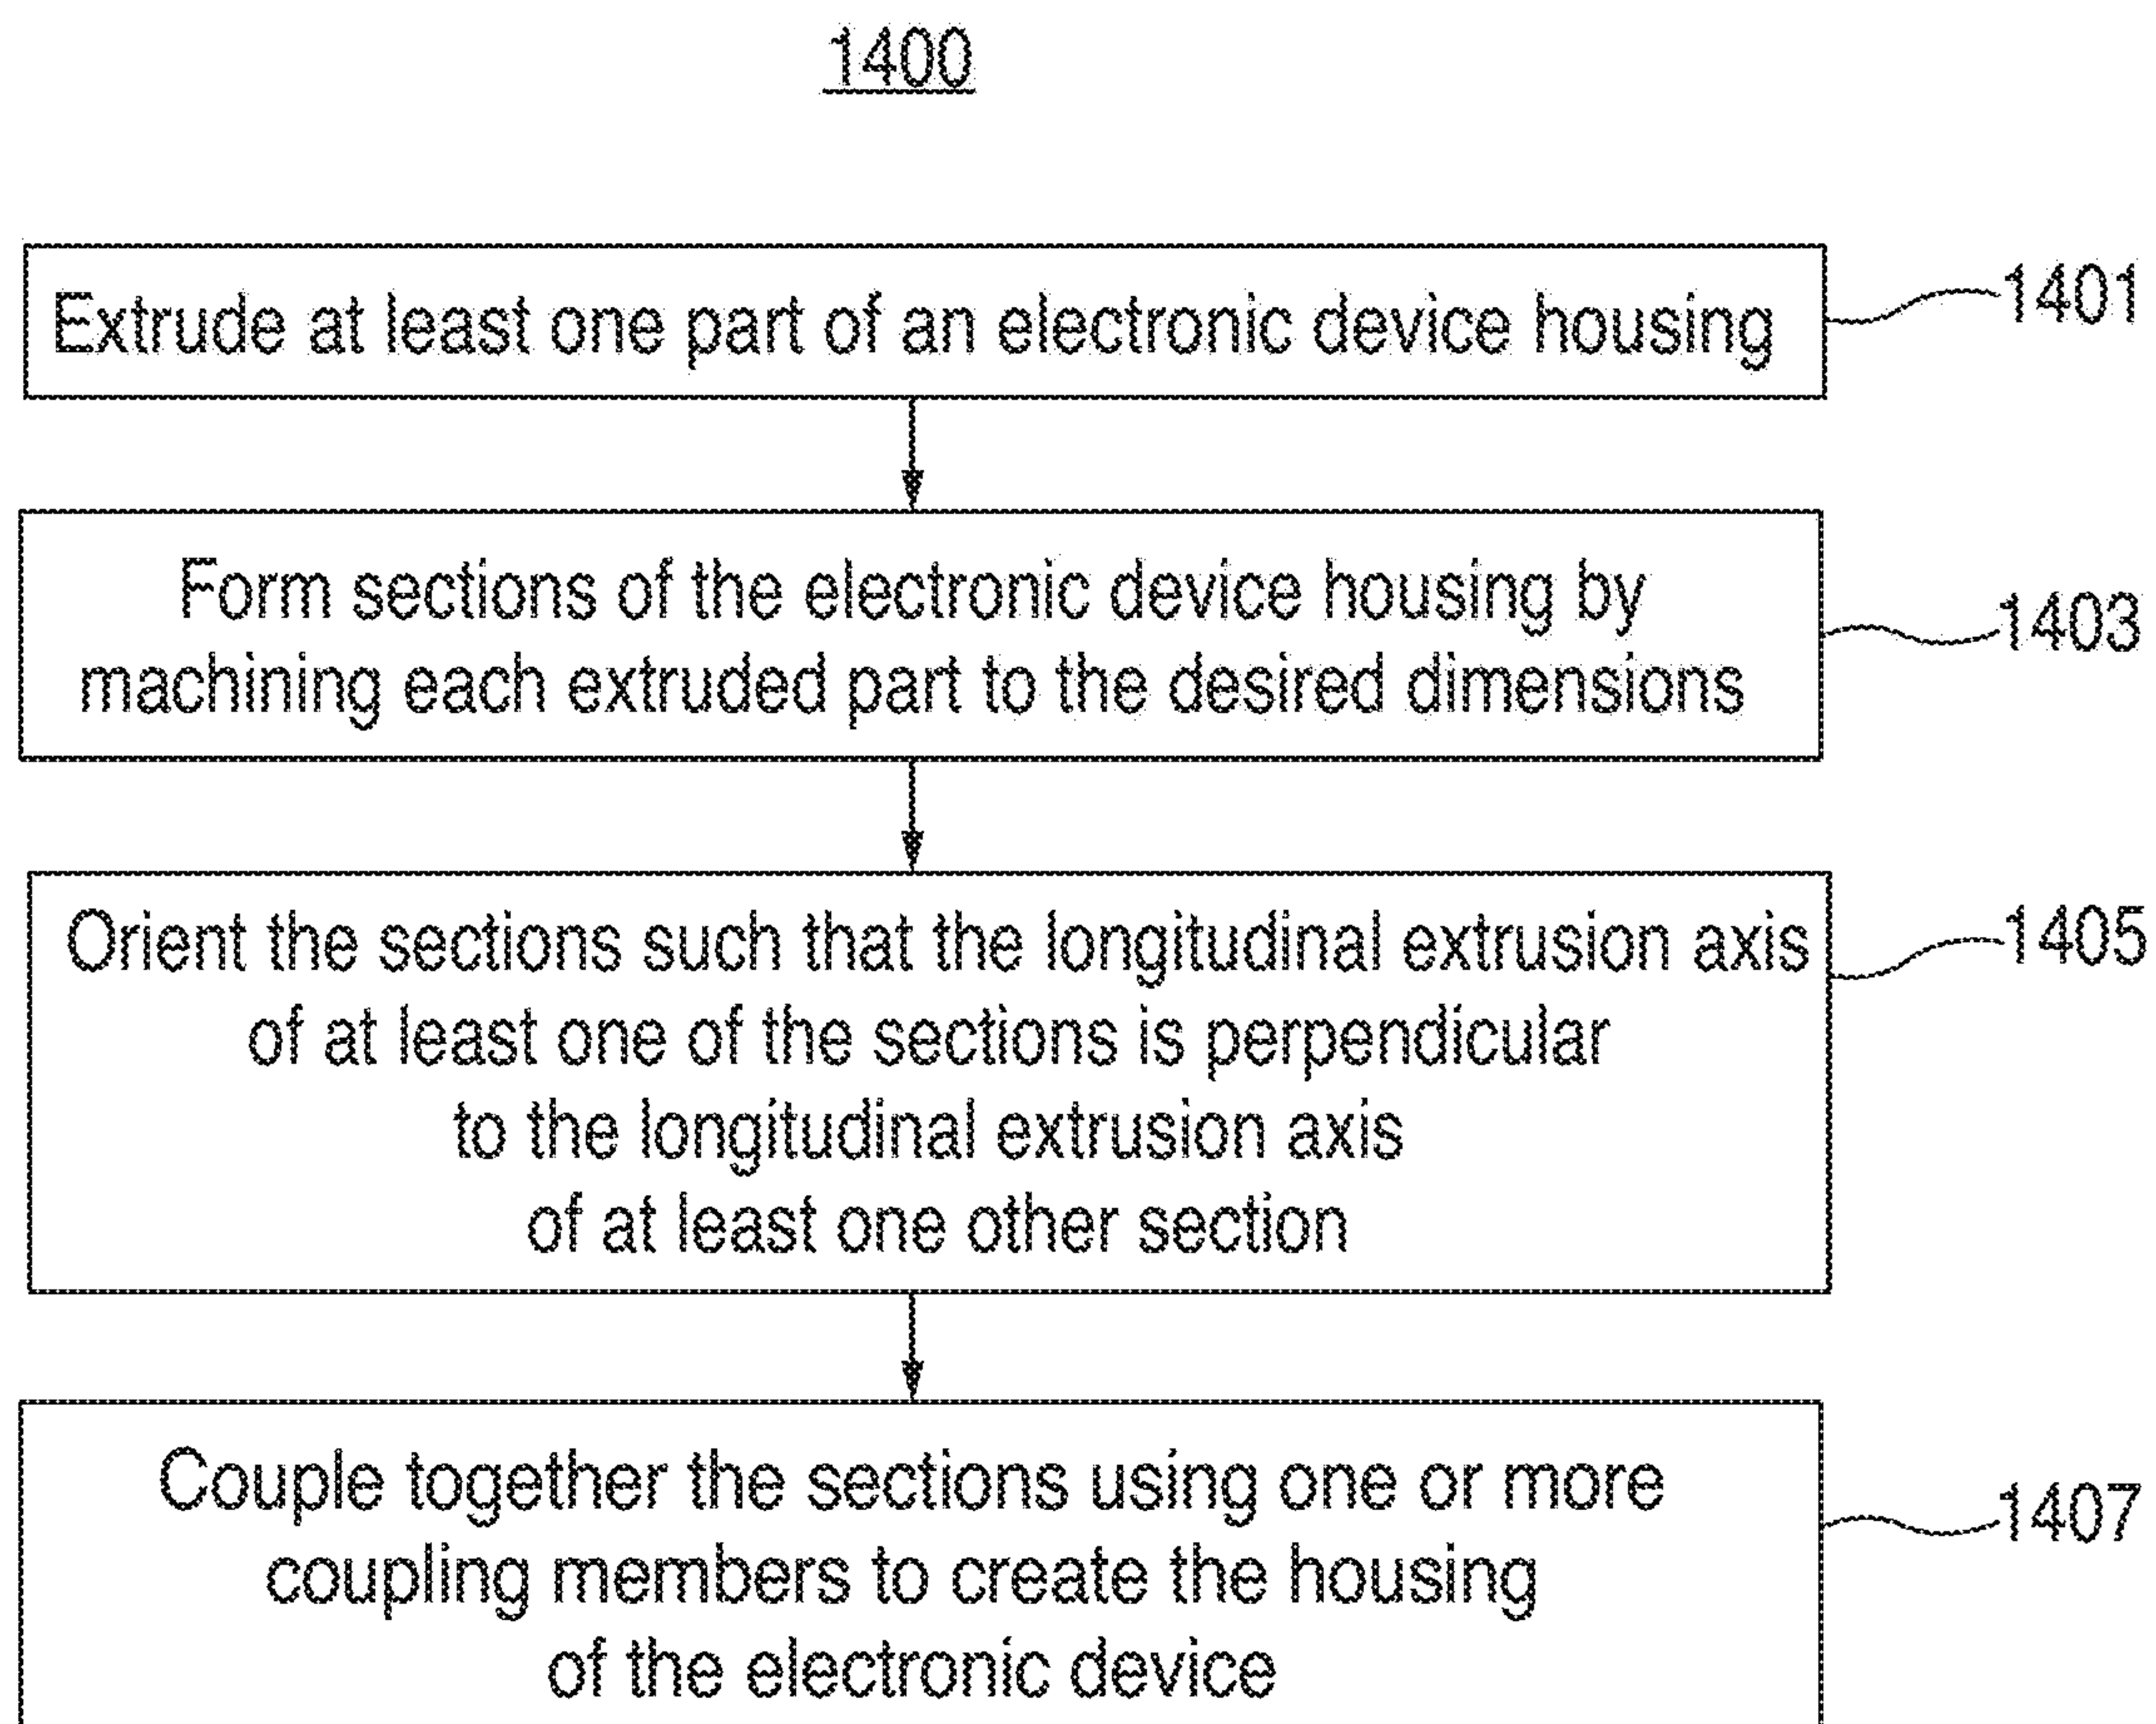 1400
Extrude at least one part of an electronic device housing
1401
Form sections of the electronic device housing by
machining each extruded part to the desired dimensions
1403
Orient the sections such that the longitudinal extrusion axis
of at least one of the sections is perpendicular
to the longitudinal extrusion axis
of at least one other section
1405
Couple together the sections using one or more
coupling members to create the housing
of the electronic device
1407